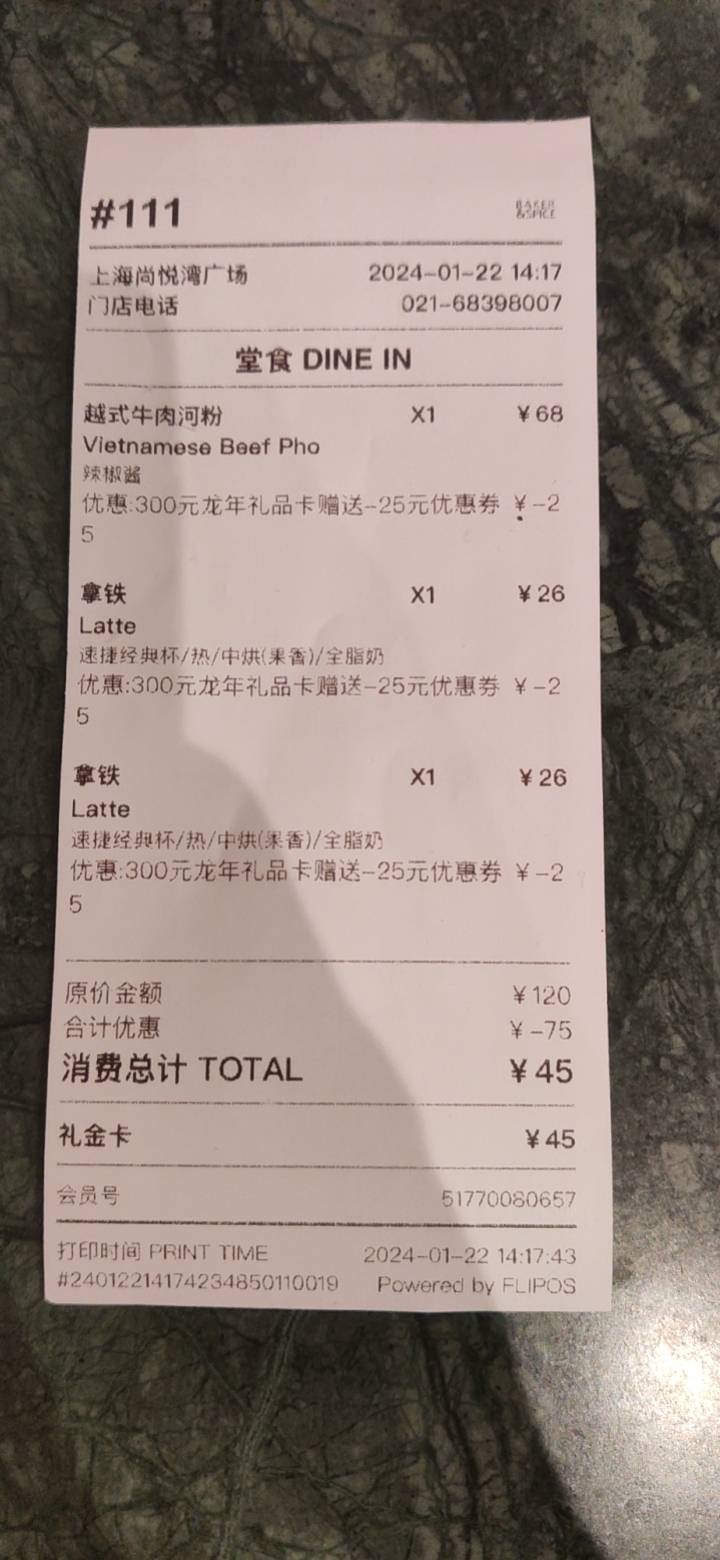 #111
BAKER
&SPICE
上海尚悦湾广场 2024-01-22 14:17
门店电话 021-68398007
堂食 DINE IN
越式牛肉河粉 X1 ¥68
Vietnamese Beef Pho
辣椒酱
优惠:300元龙年礼品卡赠送-25元优惠券 ¥-2
5
拿铁 X1 ¥26
Latte
速捷经典杯/热/中烘(果香)/全脂奶
优惠:300元龙年礼品卡赠送-25元优惠券 ¥-2
5
拿铁 X1 ¥26
Latte
速捷经典杯/热/中烘(果香)/全脂奶
优惠:300元龙年礼品卡赠送-25元优惠券 ¥-2
5
原价金额 ¥120
合计优惠 ¥-75
消费总计 TOTAL ¥45
礼金卡 ¥45
会员号 51770080657
打印时间 PRINT TIME 2024-01-22 14:17:43
#24012214174234850110019 Powered by FLIPOS